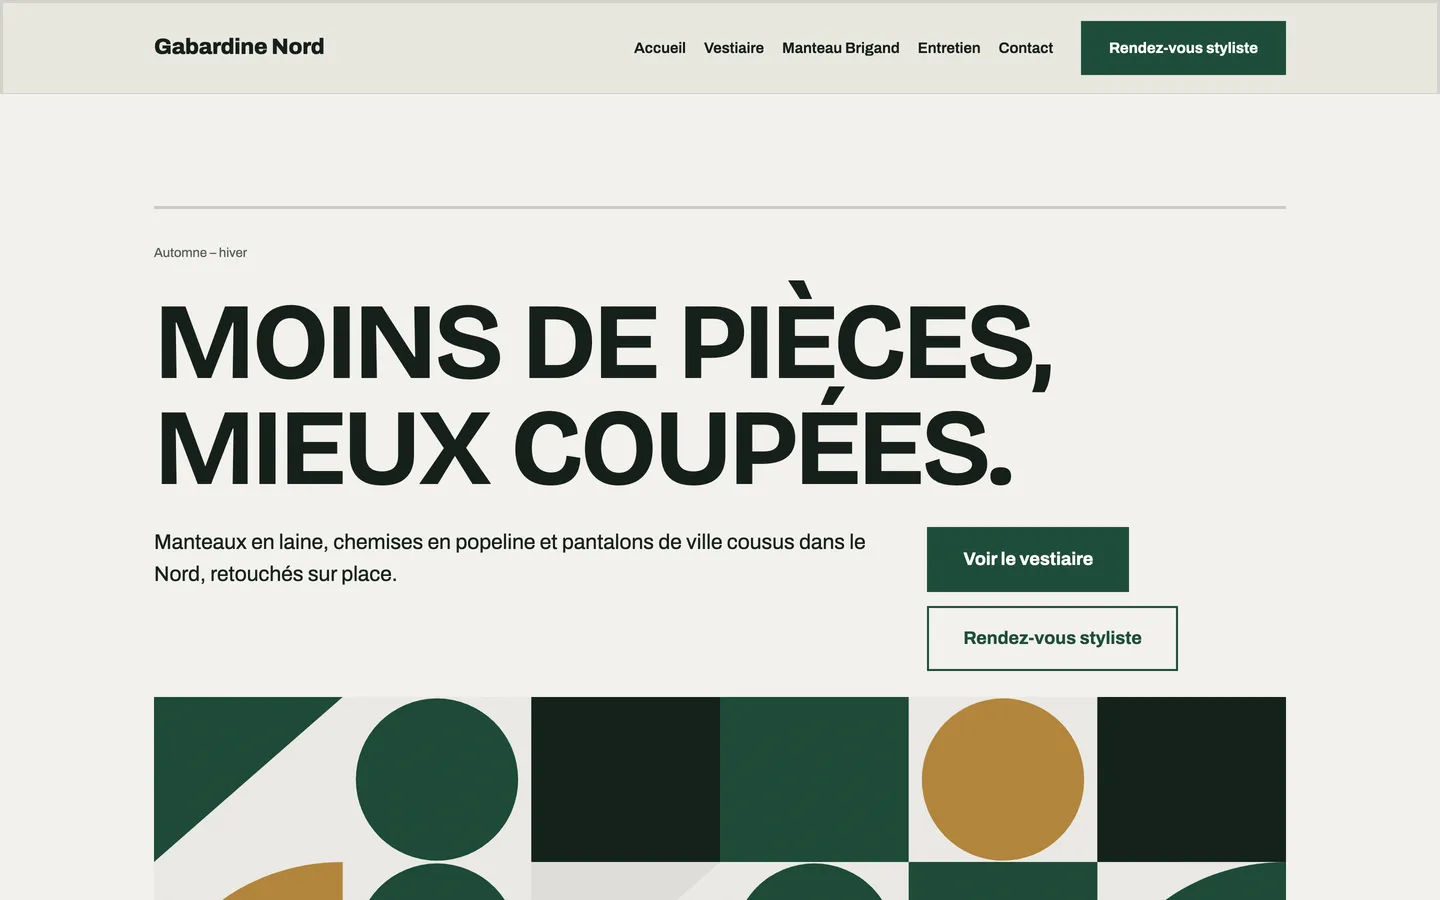 Gabardine Nord
Accueil Vestiaire Manteau Brigand Entretien Contact Rendez-vous styliste
Automne – hiver
MOINS DE PIÈCES,
MIEUX COUPÉES.
Manteaux en laine, chemises en popeline et pantalons de ville cousus dans le
Nord, retouchés sur place.
Voir le vestiaire
Rendez-vous styliste